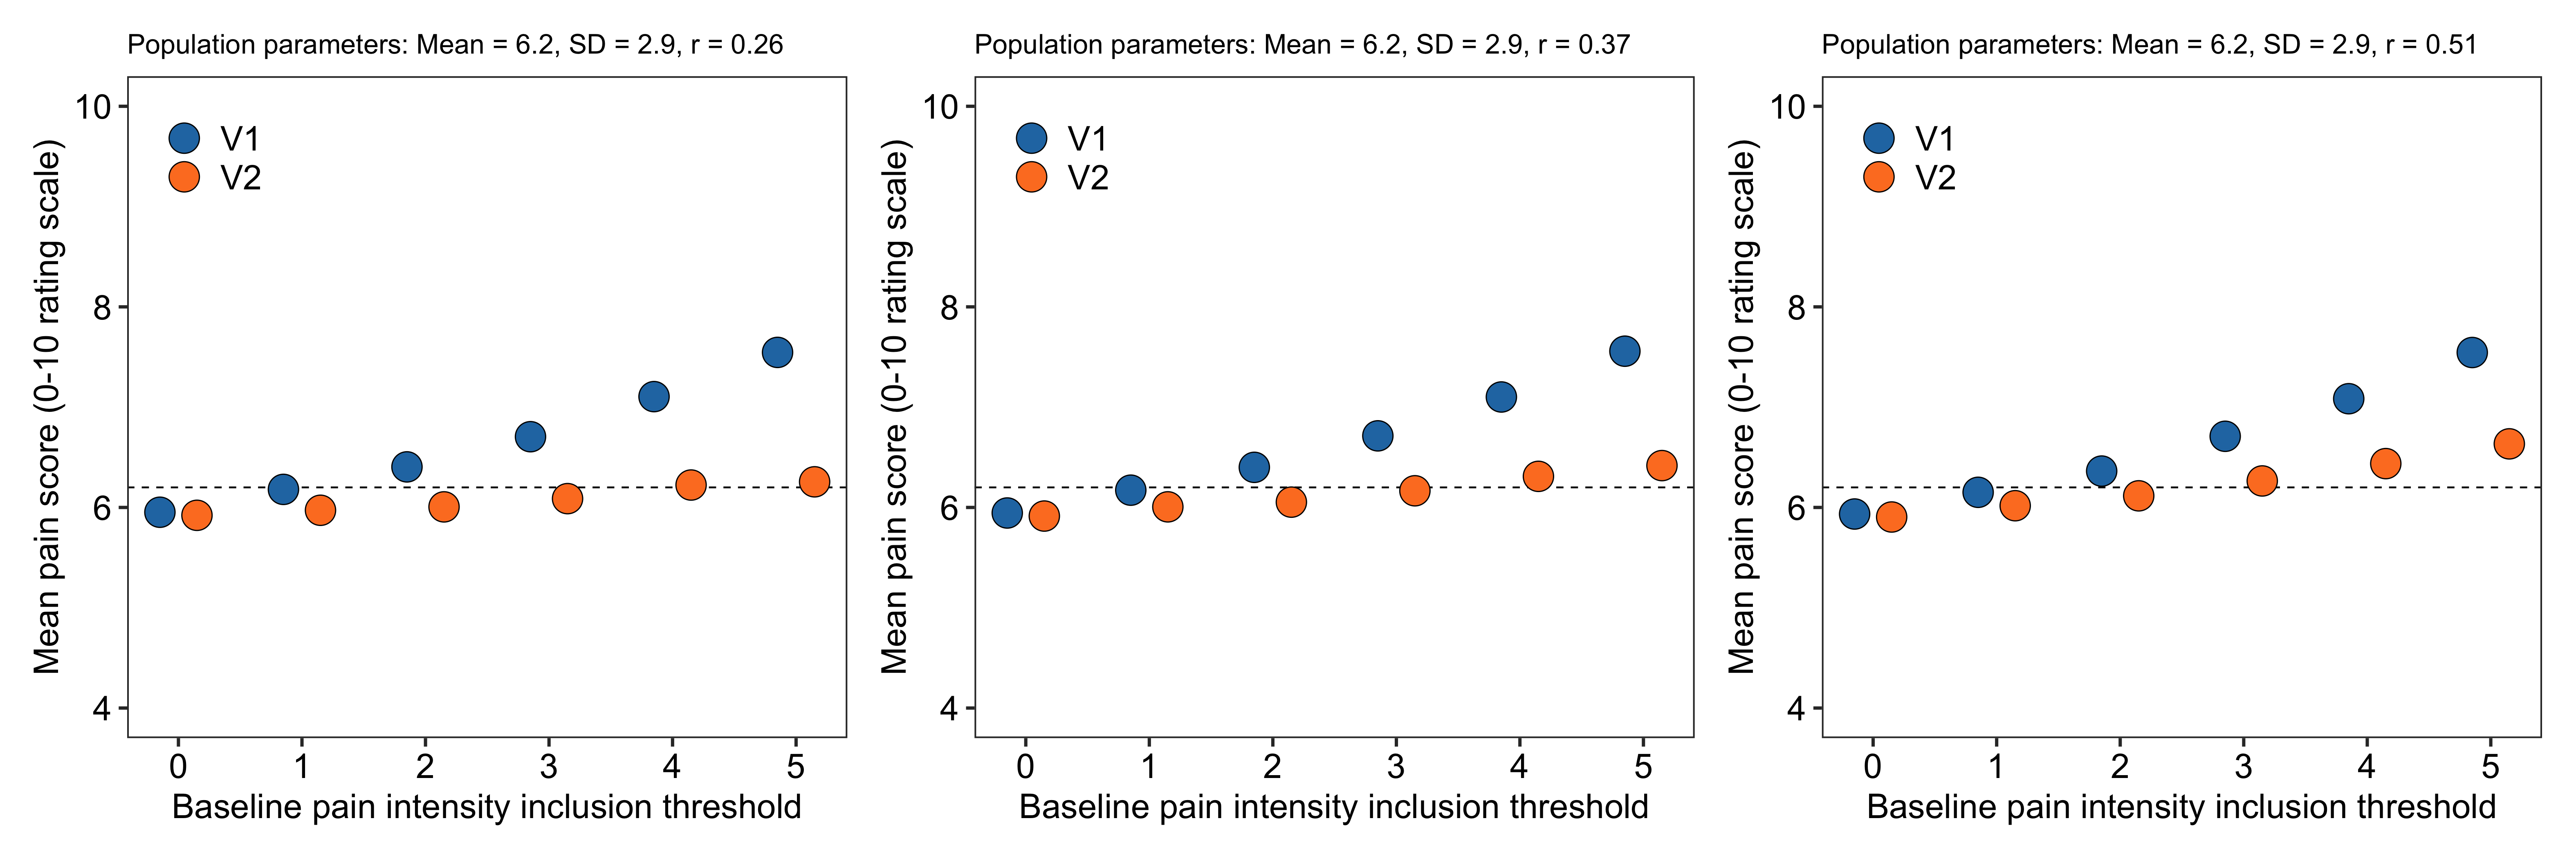 Population parameters: Mean = 6.2, SD = 2.9, r = 0.26
10
8
6
4
Mean pain score (0-10 rating scale)
V1
V2
0 1 2 3 4 5
Baseline pain intensity inclusion threshold
Population parameters: Mean = 6.2, SD = 2.9, r = 0.37
10
8
6
4
Mean pain score (0-10 rating scale)
V1
V2
0 1 2 3 4 5
Baseline pain intensity inclusion threshold
Population parameters: Mean = 6.2, SD = 2.9, r = 0.51
10
8
6
4
Mean pain score (0-10 rating scale)
V1
V2
0 1 2 3 4 5
Baseline pain intensity inclusion threshold